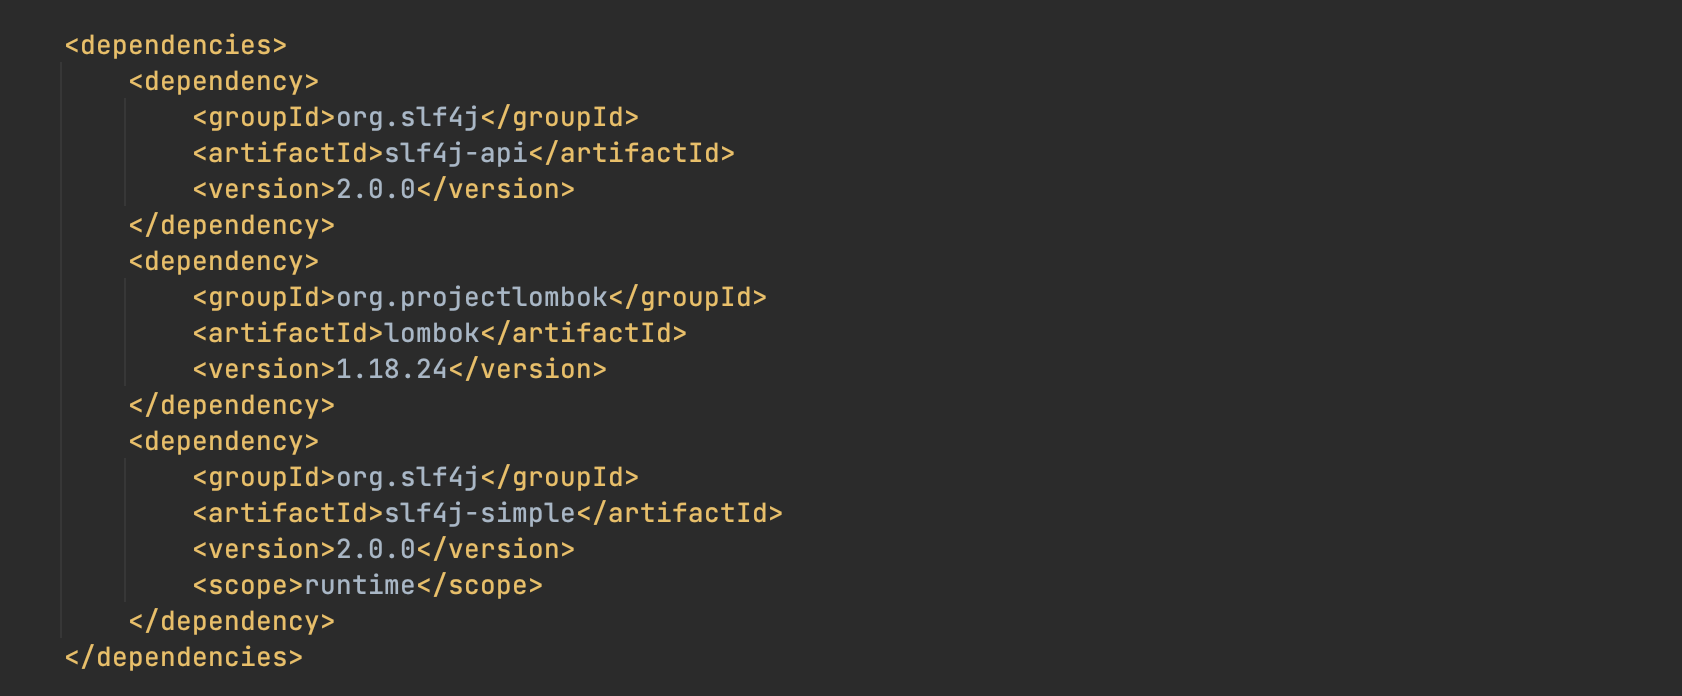 <dependencies>
    <dependency>
        <groupId>org.slf4j</groupId>
        <artifactId>slf4j-api</artifactId>
        <version>2.0.0</version>
    </dependency>
    <dependency>
        <groupId>org.projectlombok</groupId>
        <artifactId>lombok</artifactId>
        <version>1.18.24</version>
    </dependency>
    <dependency>
        <groupId>org.slf4j</groupId>
        <artifactId>slf4j-simple</artifactId>
        <version>2.0.0</version>
        <scope>runtime</scope>
    </dependency>
</dependencies>